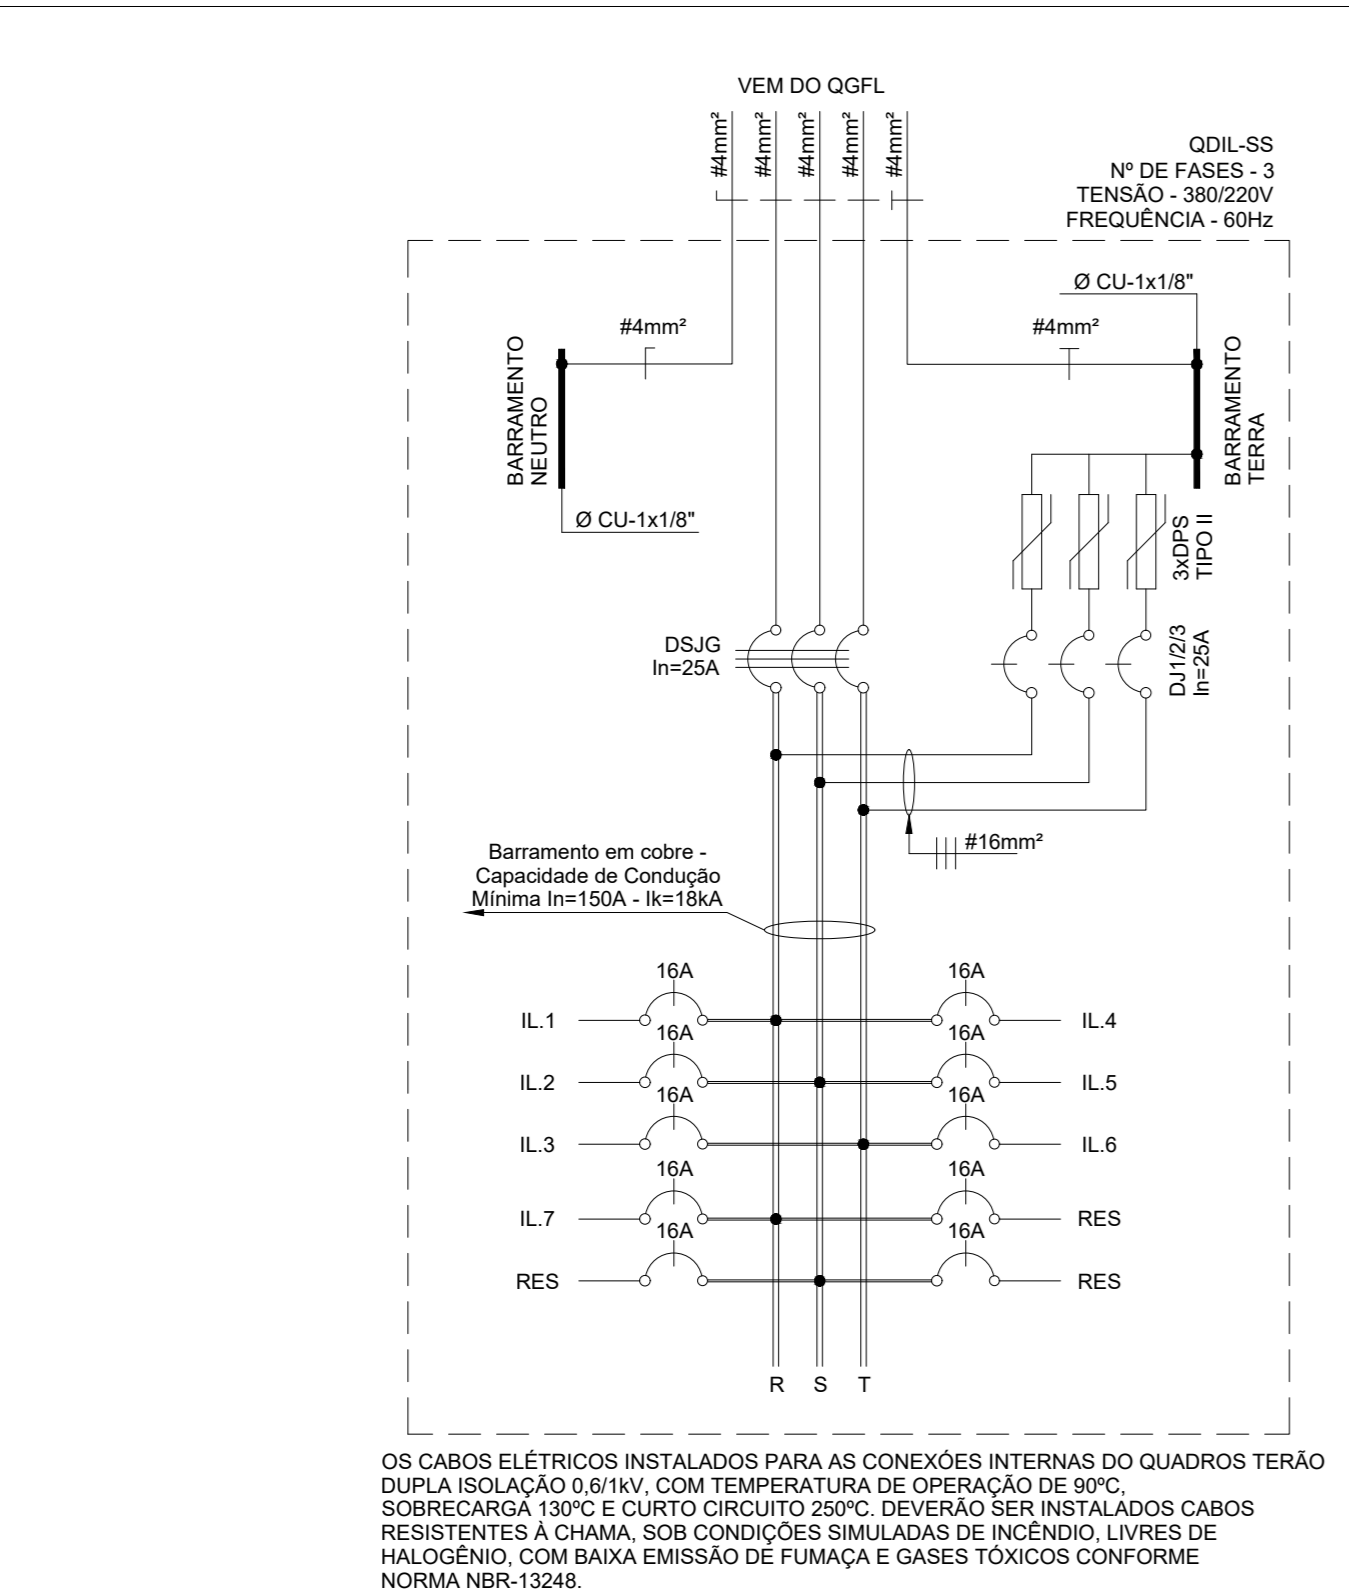 VEM DO QGFL
#4mm²
#4mm²
#4mm²
#4mm²
#4mm²
QDIL-SS
Nº DE FASES - 3
TENSÃO - 380/220V
FREQUÊNCIA - 60Hz
Ø CU-1x1/8"
#4mm²
#4mm²
BARRAMENTO
NEUTRO
BARRAMENTO
TERRA
Ø CU-1x1/8"
3xDPS
TIPO II
DSJG
In=25A
DJ1/2/3
In=25A
#16mm²
Barramento em cobre -
Capacidade de Condução
Mínima In=150A - Ik=18kA
16A
16A
IL.1
IL.4
16A
16A
IL.2
IL.5
16A
16A
IL.3
IL.6
16A
16A
IL.7
RES
16A
16A
RES
RES
R S T
OS CABOS ELÉTRICOS INSTALADOS PARA AS CONEXÓES INTERNAS DO QUADROS TERÃO
DUPLA ISOLAÇÃO 0,6/1kV, COM TEMPERATURA DE OPERAÇÃO DE 90ºC,
SOBRECARGA 130ºC E CURTO CIRCUITO 250ºC. DEVERÃO SER INSTALADOS CABOS
RESISTENTES À CHAMA, SOB CONDIÇÕES SIMULADAS DE INCÊNDIO, LIVRES DE
HALOGÊNIO, COM BAIXA EMISSÃO DE FUMAÇA E GASES TÓXICOS CONFORME
NORMA NBR-13248.